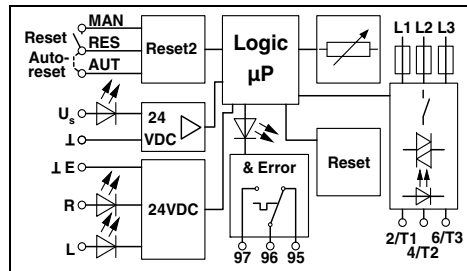 MAN
Reset
RES
Auto-
reset
AUT
Reset2
Logic
µP
L1 L2 L3
Us
24
VDC
⊥
⊥ E
R
L
24VDC
& Error
Reset
97 96 95
2/T1 6/T3
4/T2